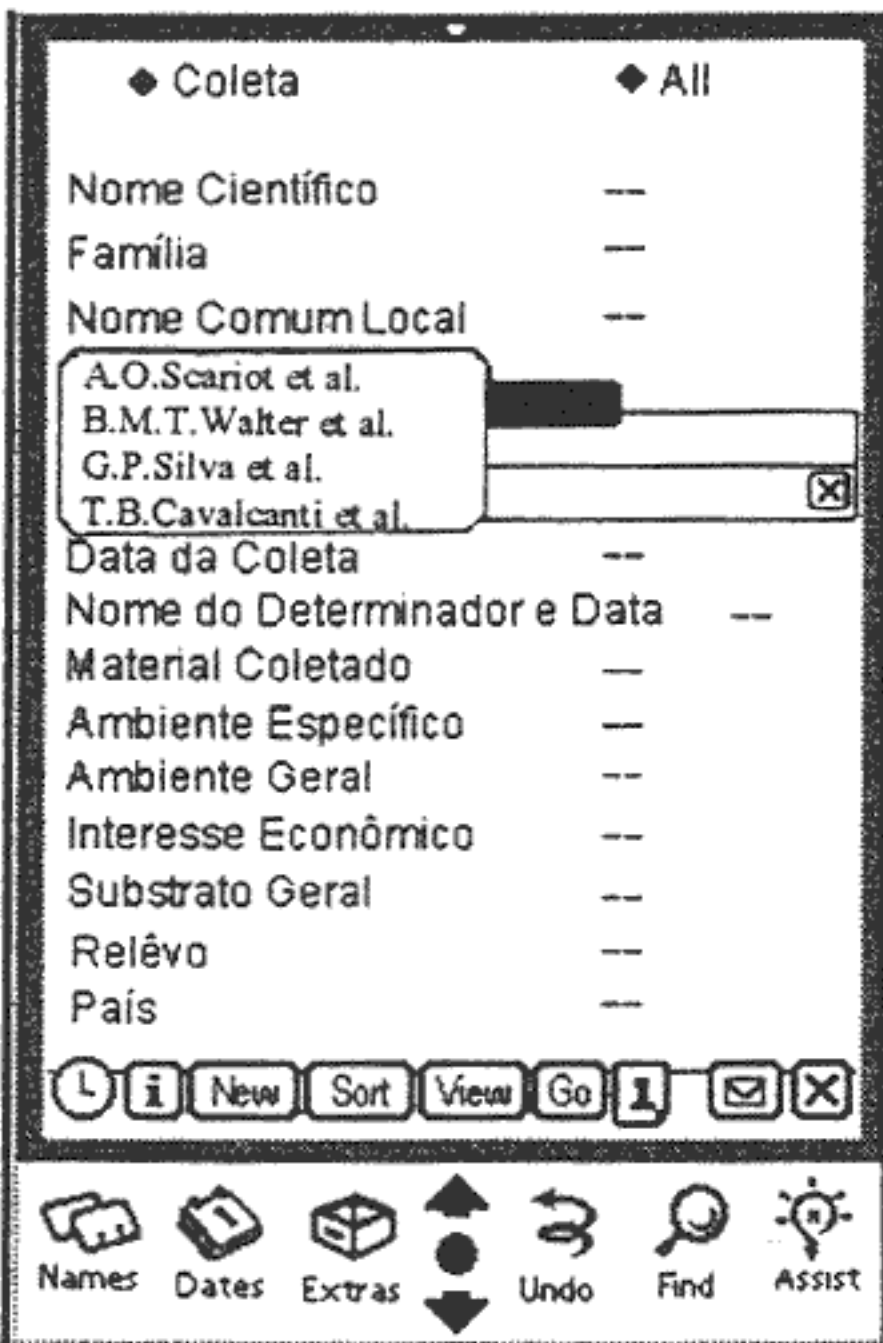 Coleta All
Nome Científico --
Família --
Nome Comum Local --
A.O.Scariot et al.
B.M.T.Walter et al.
G.P.Silva et al.
T.B.Cavalcanti et al.
Data da Coleta --
Nome do Determinador e Data --
Material Coletado --
Ambiente Específico --
Ambiente Geral --
Interesse Econômico --
Substrato Geral --
Relêvo --
País --
i New Sort View Go 1
Names Dates Extras Undo Find Assist